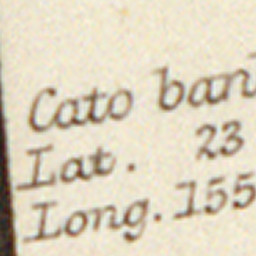 Cato ban
Lat. 23
Long. 155